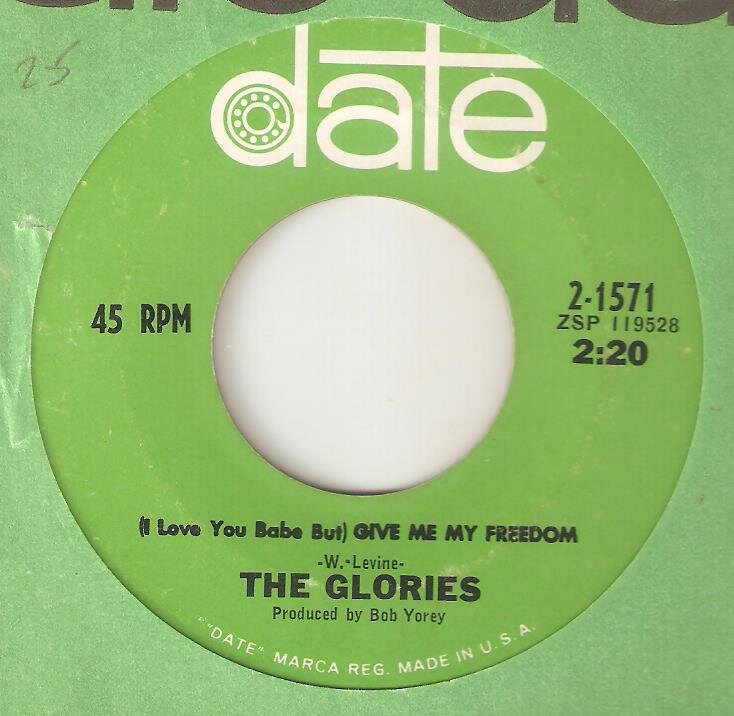 25
date
45 RPM
2-1571
ZSP 119528
2:20
(I Love You Babe But) GIVE ME MY FREEDOM
-W. Levine-
THE GLORIES
Produced by Bob Yorey
"DATE" MARCA REG. MADE IN U.S.A.